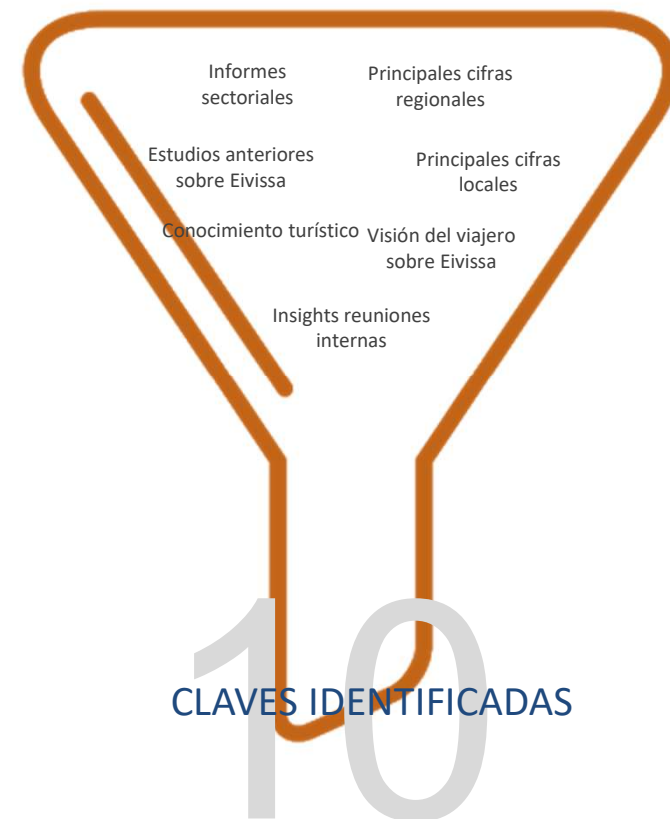 Informes
sectoriales
Principales cifras
regionales
Estudios anteriores
sobre Eivissa
Principales cifras
locales
Conocimiento turístico
Visión del viajero
sobre Eivissa
Insights reuniones
internas
10
CLAVES IDENTIFICADAS